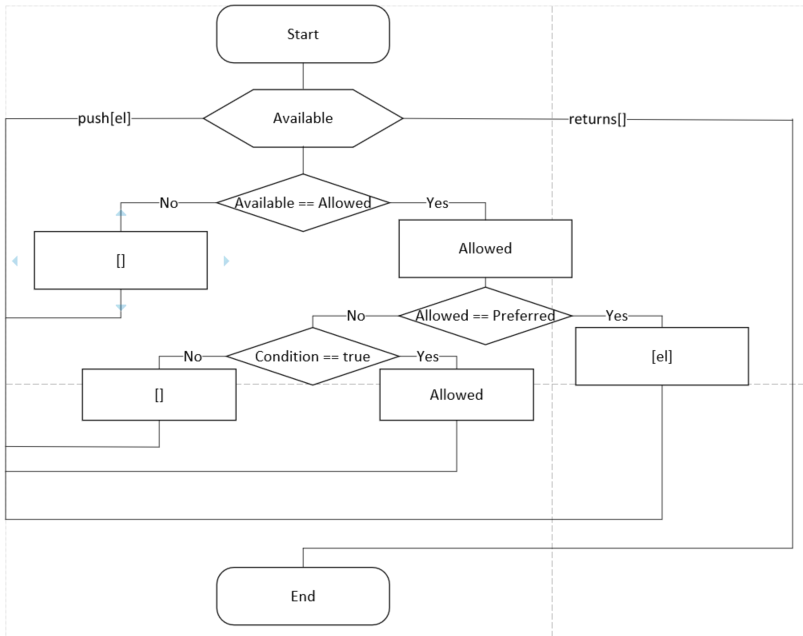 Start
push[el]
Available
returns[]
No
Available == Allowed
Yes
[]
Allowed
No
Allowed == Preferred
Yes
No
Condition == true
Yes
[el]
[]
Allowed
End